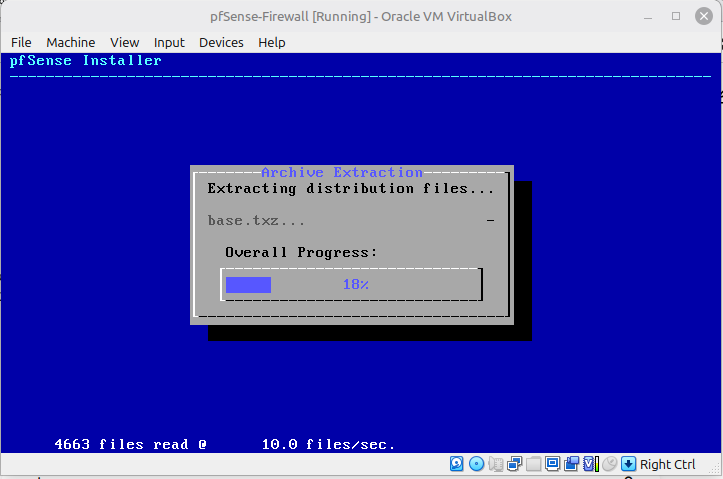 pfSense-Firewall [Running] - Oracle VM VirtualBox
File Machine View Input Devices Help
pfSense Installer
Archive Extraction
Extracting distribution files...
base.txz... -
Overall Progress:
18%
4663 files read @ 10.0 files/sec.
Right Ctrl